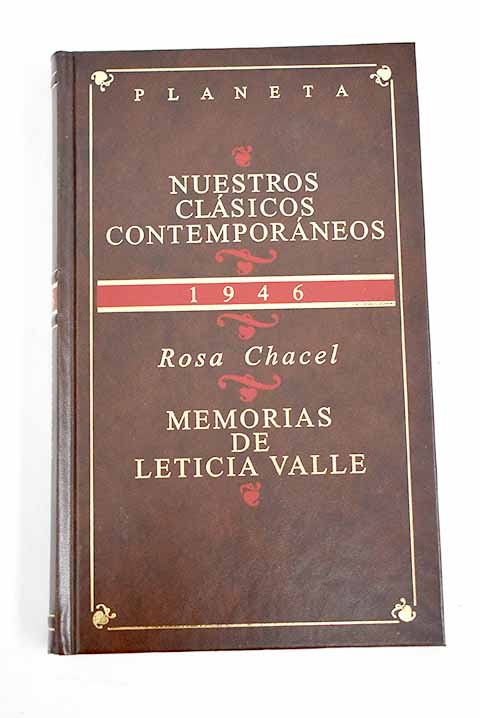 PLANETA
NUESTROS
CLÁSICOS
CONTEMPORÁNEOS
1946
Rosa Chacel
MEMORIAS
DE
LETICIA VALLE